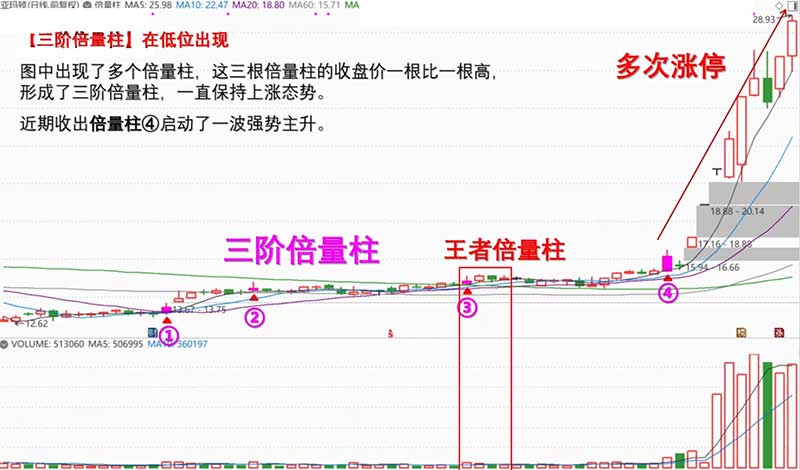 亚玛顿(日线.前复权) 倍量柱 MA5: 25.98 MA10: 22.47 MA20: 18.80 MA60: 15.71 MA
28.93
【三阶倍量柱】在低位出现
图中出现了多个倍量柱，这三根倍量柱的收盘价一根比一根高，
形成了三阶倍量柱，一直保持上涨态势。
近期收出倍量柱④启动了一波强势主升。
多次涨停
18.88 - 20.14
三阶倍量柱
王者倍量柱
17.16 - 18.88
15.94 - 16.66
13.67 - 13.75
←12.62
① ② ③ ④
财
榜
涨
VOLUME: 513060 MA5: 506995 MA10: 360197